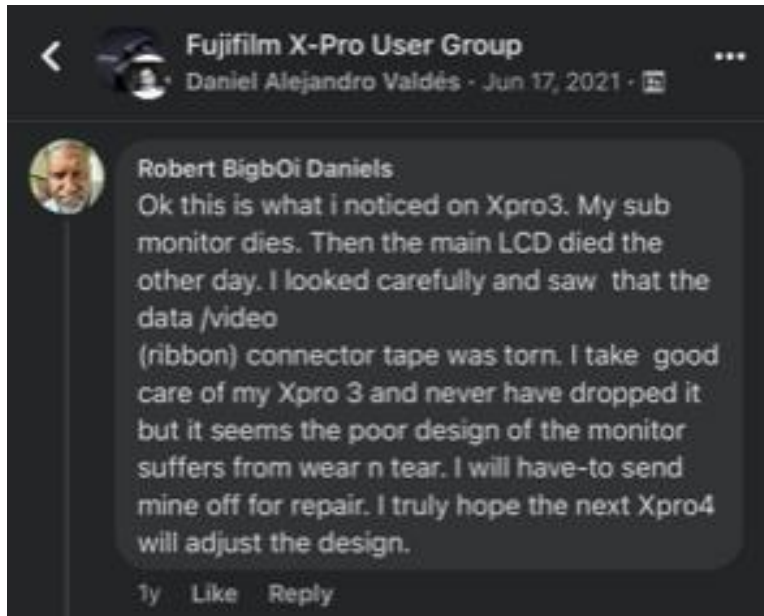 Fujifilm X-Pro User Group
Daniel Alejandro Valdés · Jun 17, 2021 ·
Robert BigbOi Daniels
Ok this is what i noticed on Xpro3. My sub
monitor dies. Then the main LCD died the
other day. I looked carefully and saw that the
data /video
(ribbon) connector tape was torn. I take good
care of my Xpro 3 and never have dropped it
but it seems the poor design of the monitor
suffers from wear n tear. I will have-to send
mine off for repair. I truly hope the next Xpro4
will adjust the design.
1y Like Reply